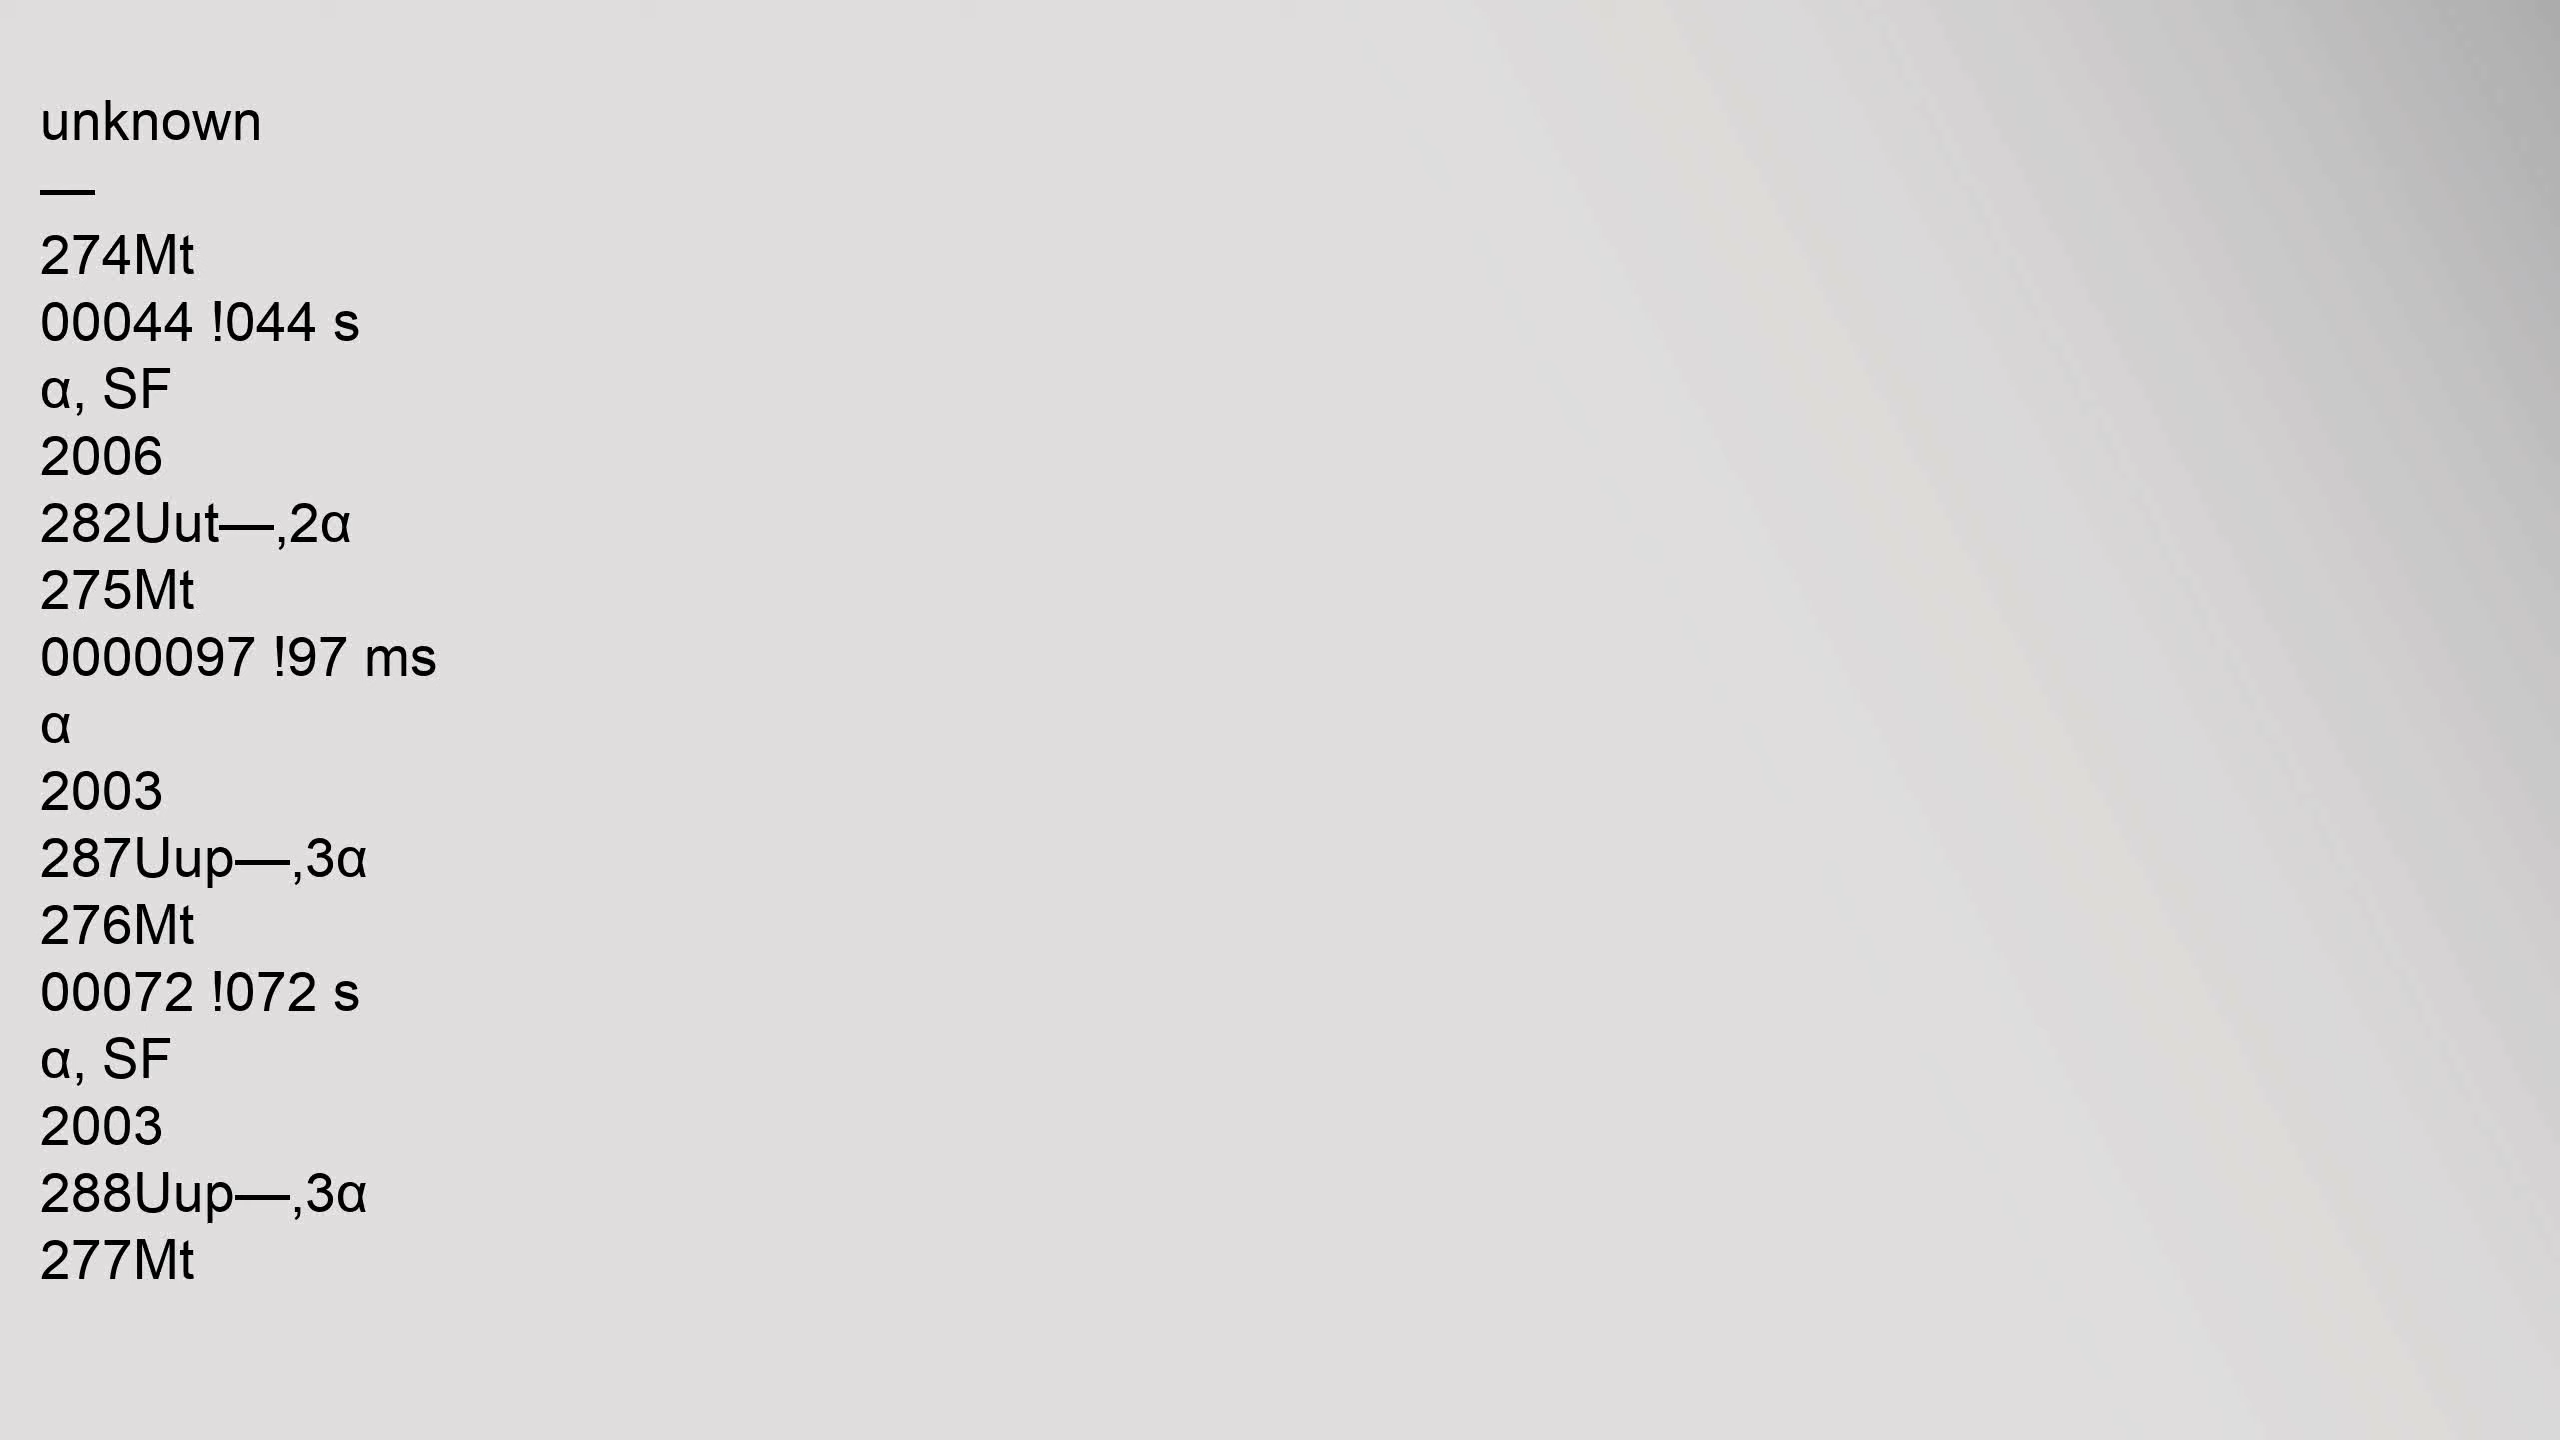 unknown
—
274Mt
00044 !044 s
α, SF
2006
282Uut—,2α
275Mt
0000097 !97 ms
α
2003
287Uup—,3α
276Mt
00072 !072 s
α, SF
2003
288Uup—,3α
277Mt